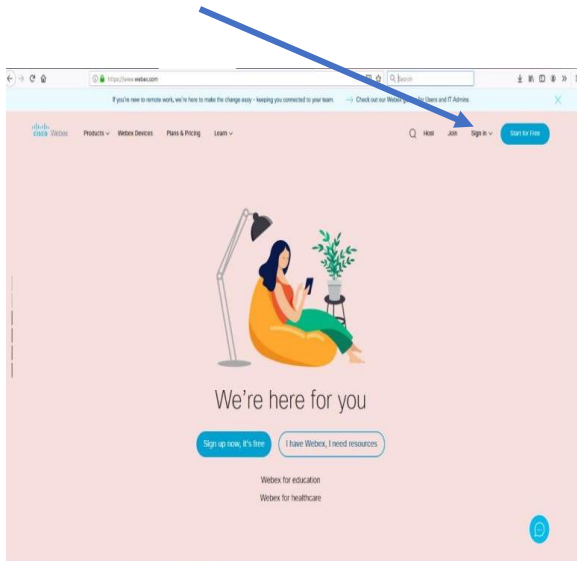 https://www.webex.com
Search
If you're new to remote work, we're here to make the change easy – keeping you connected to your team. → Check out our Webex for Users and IT Admins.
cisco Webex Products Webex Devices Plans & Pricing Learn Host Join Sign in Start for Free
We're here for you
Sign up now, it's free
I have Webex, I need resources
Webex for education
Webex for healthcare